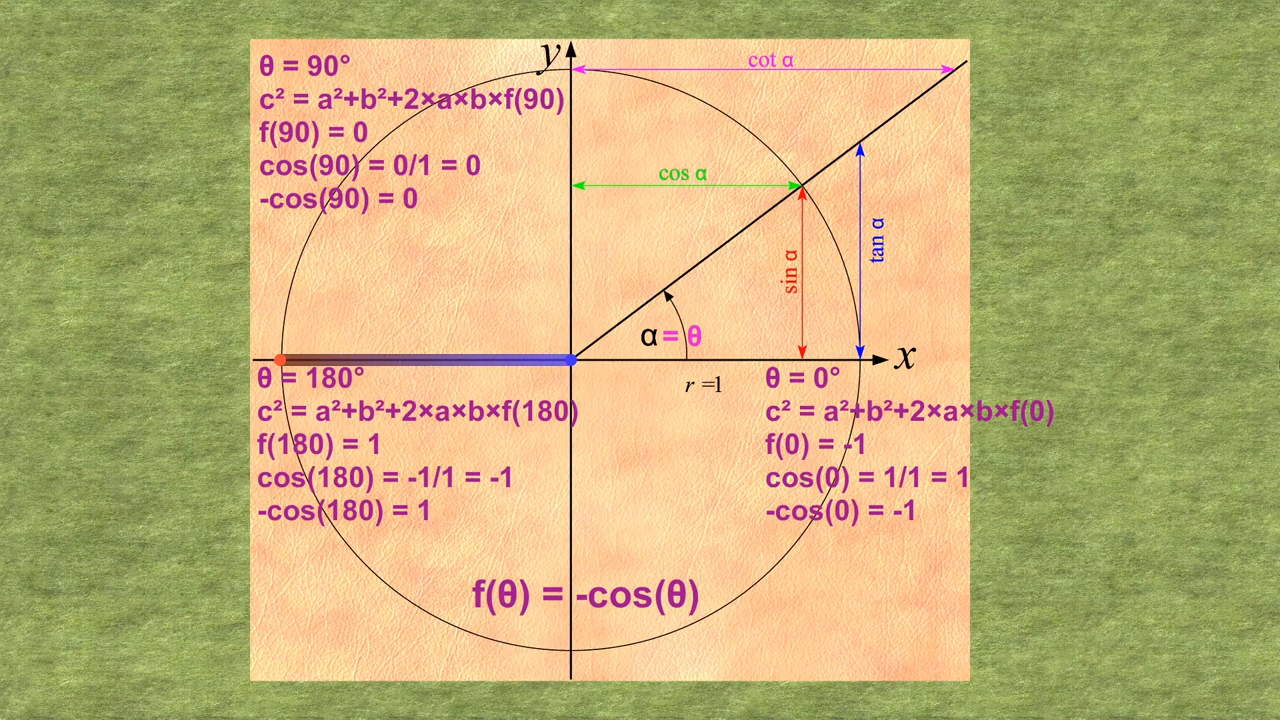 y
cot α
θ = 90°
c² = a²+b²+2×a×b×f(90)
f(90) = 0
cos(90) = 0/1 = 0
-cos(90) = 0
cos α
sin α
tan α
α = θ
x
r =1
θ = 180°
c² = a²+b²+2×a×b×f(180)
f(180) = 1
cos(180) = -1/1 = -1
-cos(180) = 1
θ = 0°
c² = a²+b²+2×a×b×f(0)
f(0) = -1
cos(0) = 1/1 = 1
-cos(0) = -1
f(θ) = -cos(θ)